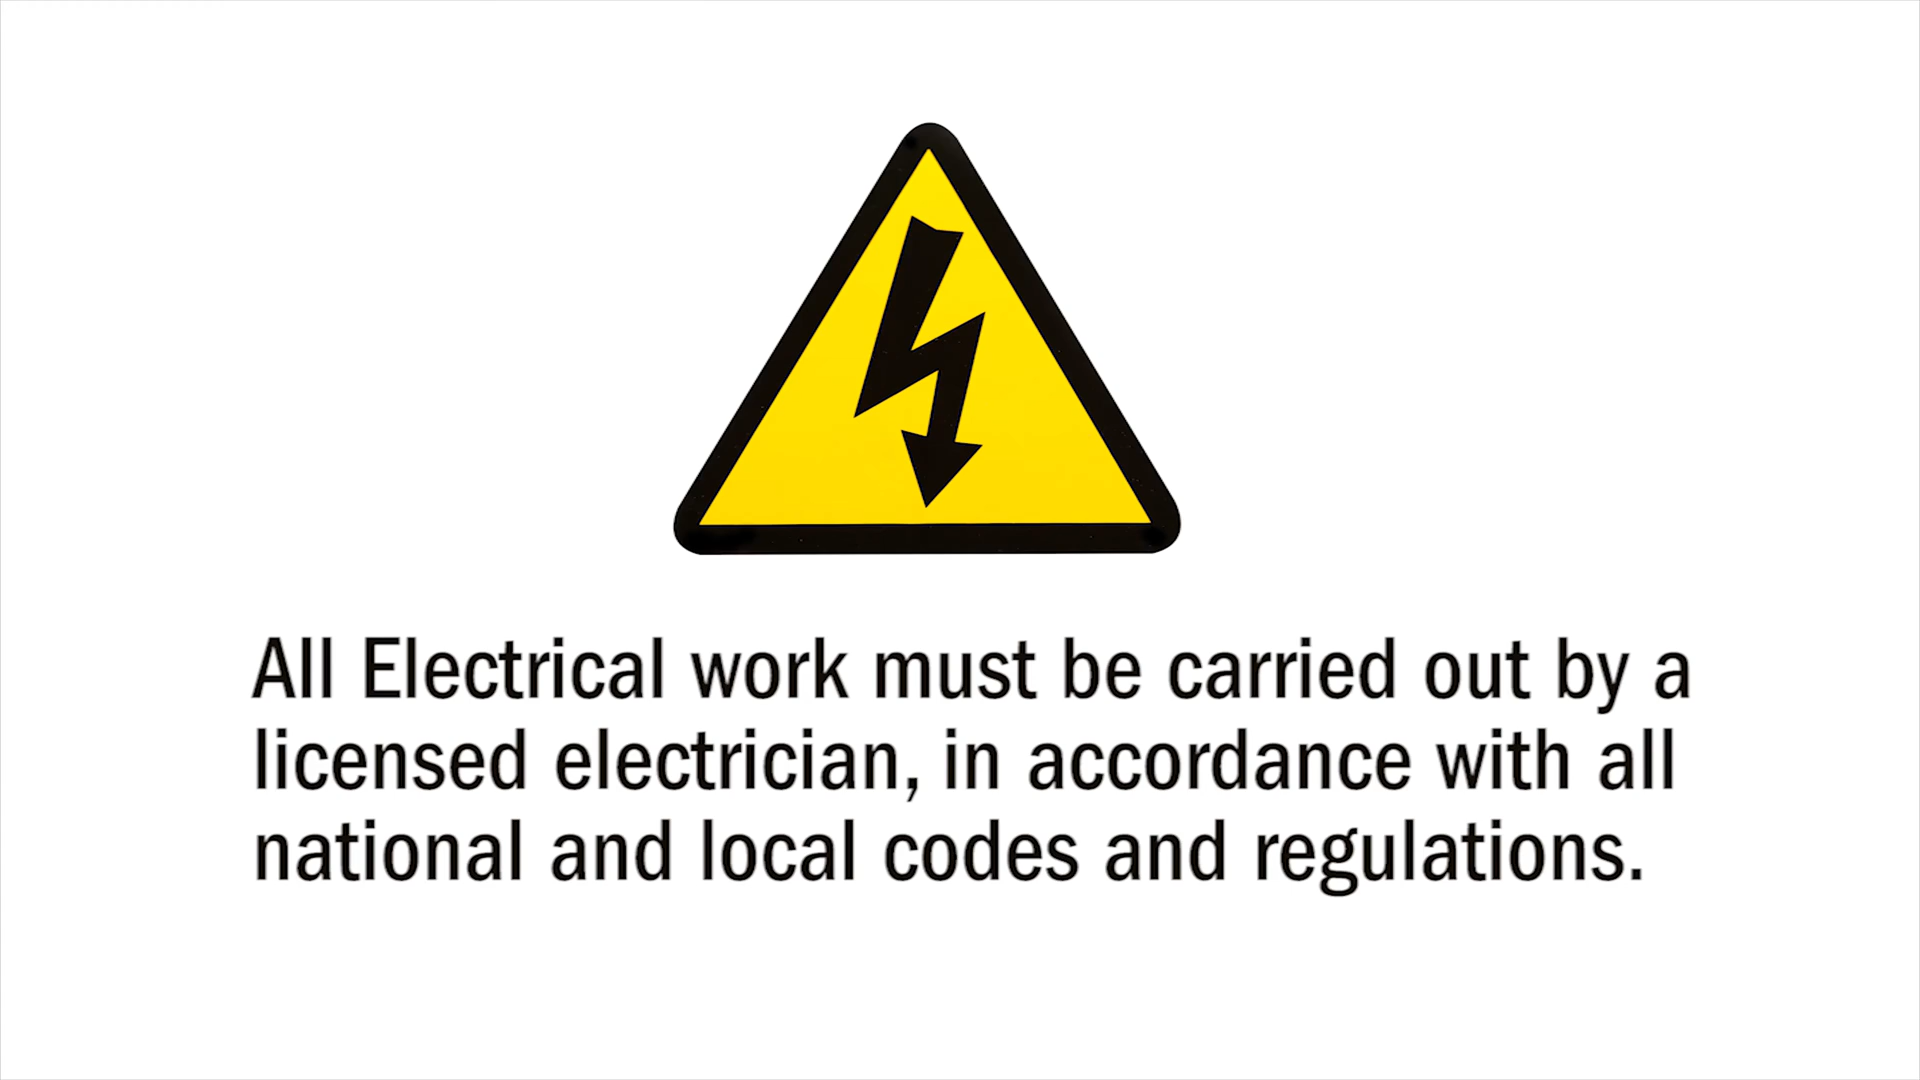 All Electrical work must be carried out by a
licensed electrician, in accordance with all
national and local codes and regulations.